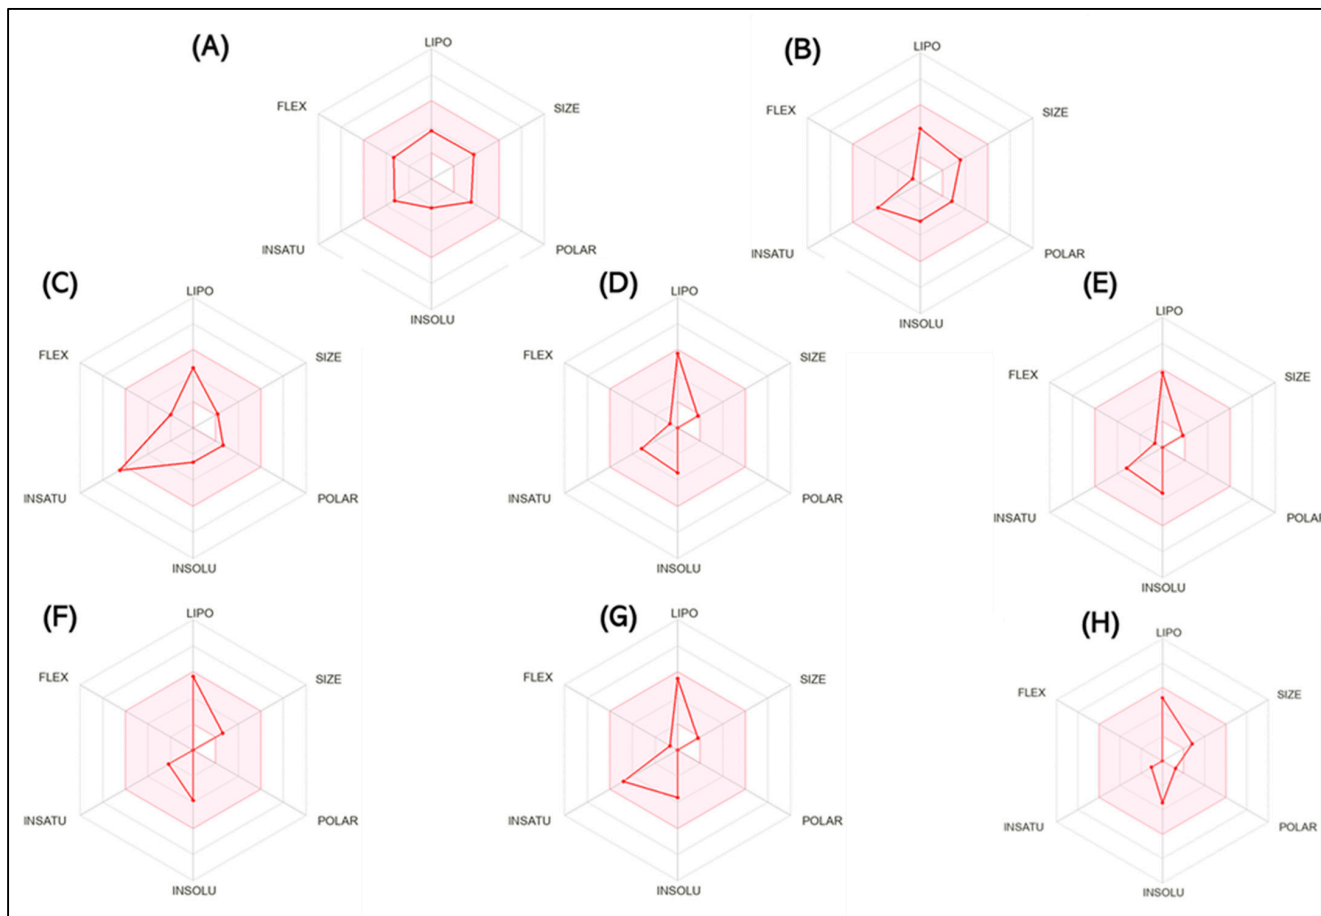 (A)
LIPO
FLEX
SIZE
INSATU
POLAR
INSOLU
(B)
LIPO
FLEX
SIZE
INSATU
POLAR
INSOLU
(C)
LIPO
FLEX
SIZE
INSATU
POLAR
INSOLU
(D)
LIPO
FLEX
SIZE
INSATU
POLAR
INSOLU
(E)
LIPO
FLEX
SIZE
INSATU
POLAR
INSOLU
(F)
LIPO
FLEX
SIZE
INSATU
POLAR
INSOLU
(G)
LIPO
FLEX
SIZE
INSATU
POLAR
INSOLU
(H)
LIPO
FLEX
SIZE
INSATU
POLAR
INSOLU